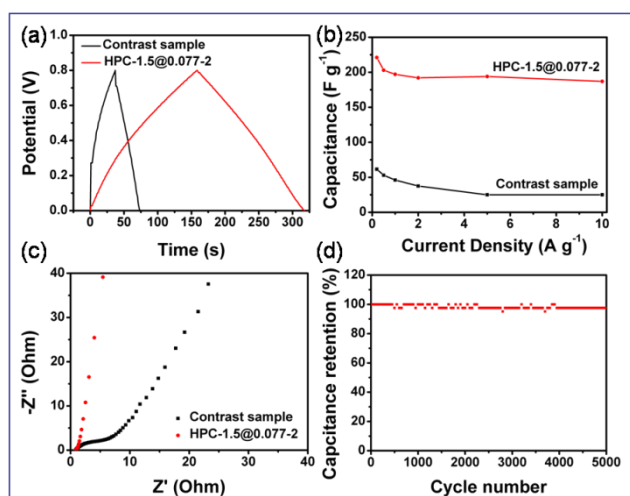 (a)
Contrast sample
HPC-1.5@0.077-2
0.8
0.6
0.4
0.2
0.0
0 50 100 150 200 250 300
Potential (V)
Time (s)
(b)
250
200
150
100
50
0
0 2 4 6 8 10
HPC-1.5@0.077-2
Contrast sample
Capacitance (F g⁻¹)
Current Density (A g⁻¹)
(c)
40
30
20
10
0
0 10 20 30 40
Contrast sample
HPC-1.5@0.077-2
-Z'' (Ohm)
Z' (Ohm)
(d)
120
100
80
60
40
20
0
0 1000 2000 3000 4000 5000
Capcitance retention (%)
Cycle number